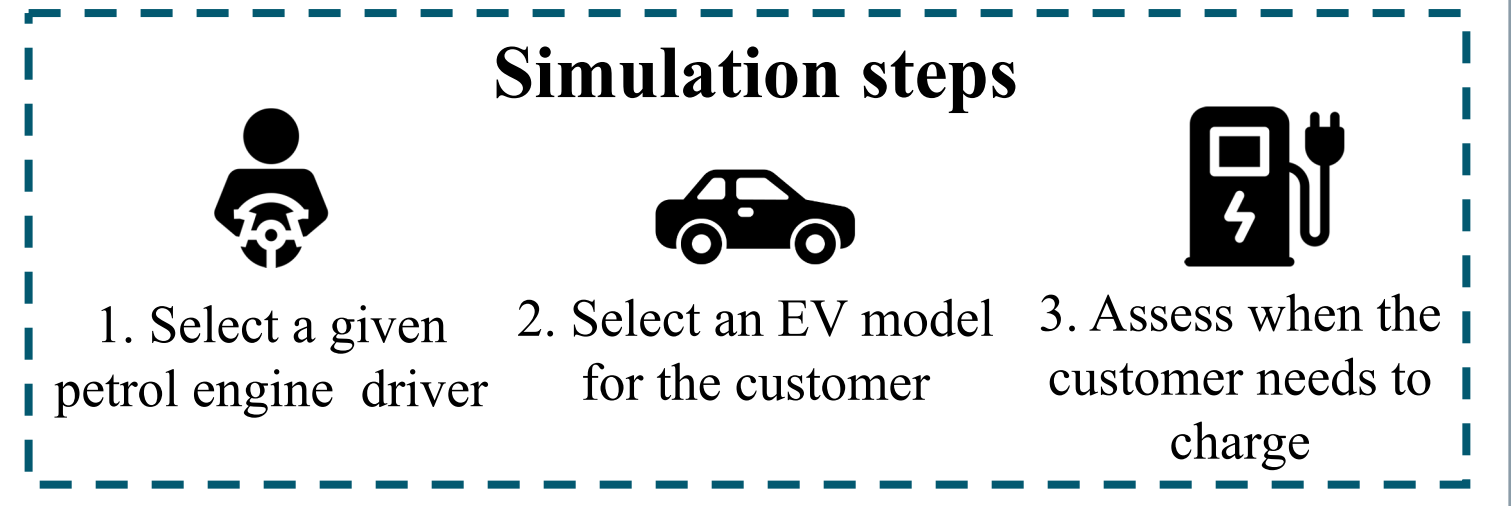 Simulation steps
1. Select a given
petrol engine  driver
2. Select an EV model
for the customer
3. Assess when the
customer needs to
charge